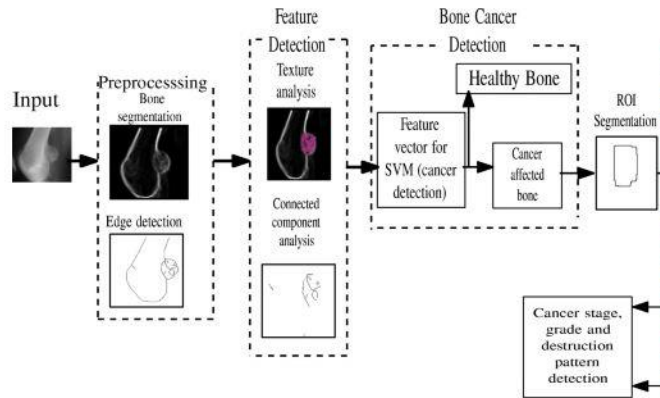 Input
Preprocesssing
Bone
segmentation
Edge detection
Feature
Detection
Texture
analysis
Connected
component
analysis
Bone Cancer
Detection
Healthy Bone
Feature
vector for
SVM (cancer
detection)
Cancer
affected
bone
ROI
Segmentation
Cancer stage,
grade and
destruction
pattern
detection